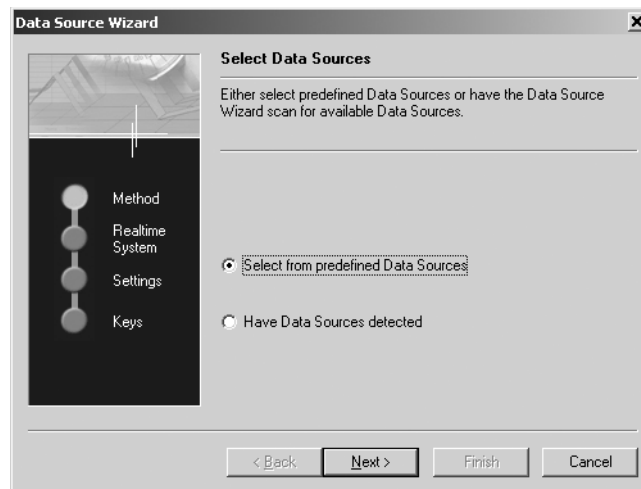 Data Source Wizard
Select Data Sources
Either select predefined Data Sources or have the Data Source
Wizard scan for available Data Sources.
Method
Realtime
System
Settings
Keys
Select from predefined Data Sources
Have Data Sources detected
< Back
Next >
Finish
Cancel